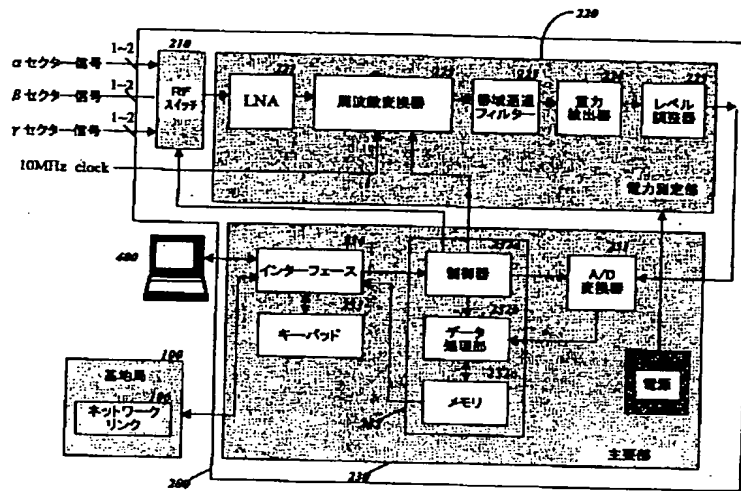 220
αセクター信号
1~2
210
RF
スイッチ
βセクター信号
1~2
γセクター信号
1~2
10MHz clock
LNA
周波数変換器
帯域通過
フィルター
電力
検出器
レベル
調整器
電力測定部
400
インターフェース
キーパッド
232a
制御器
232b
データ
処理部
メモリ
231
A/D
変換器
電源
主要部
100
基地局
ネットワーク
リンク
200
230